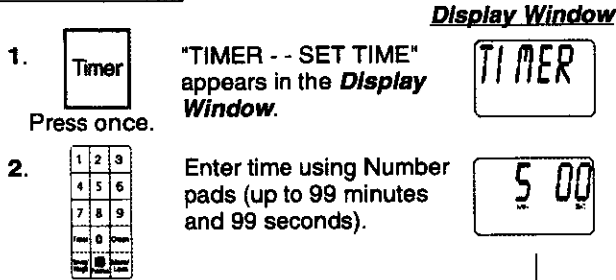 Display Window
1.
Timer
Press once.
"TIMER - - SET TIME"
appears in the Display
Window.
TIMER
2.
1 2 3
4 5 6
7 8 9
0
Enter time using Number
pads (up to 99 minutes
and 99 seconds).
5 00